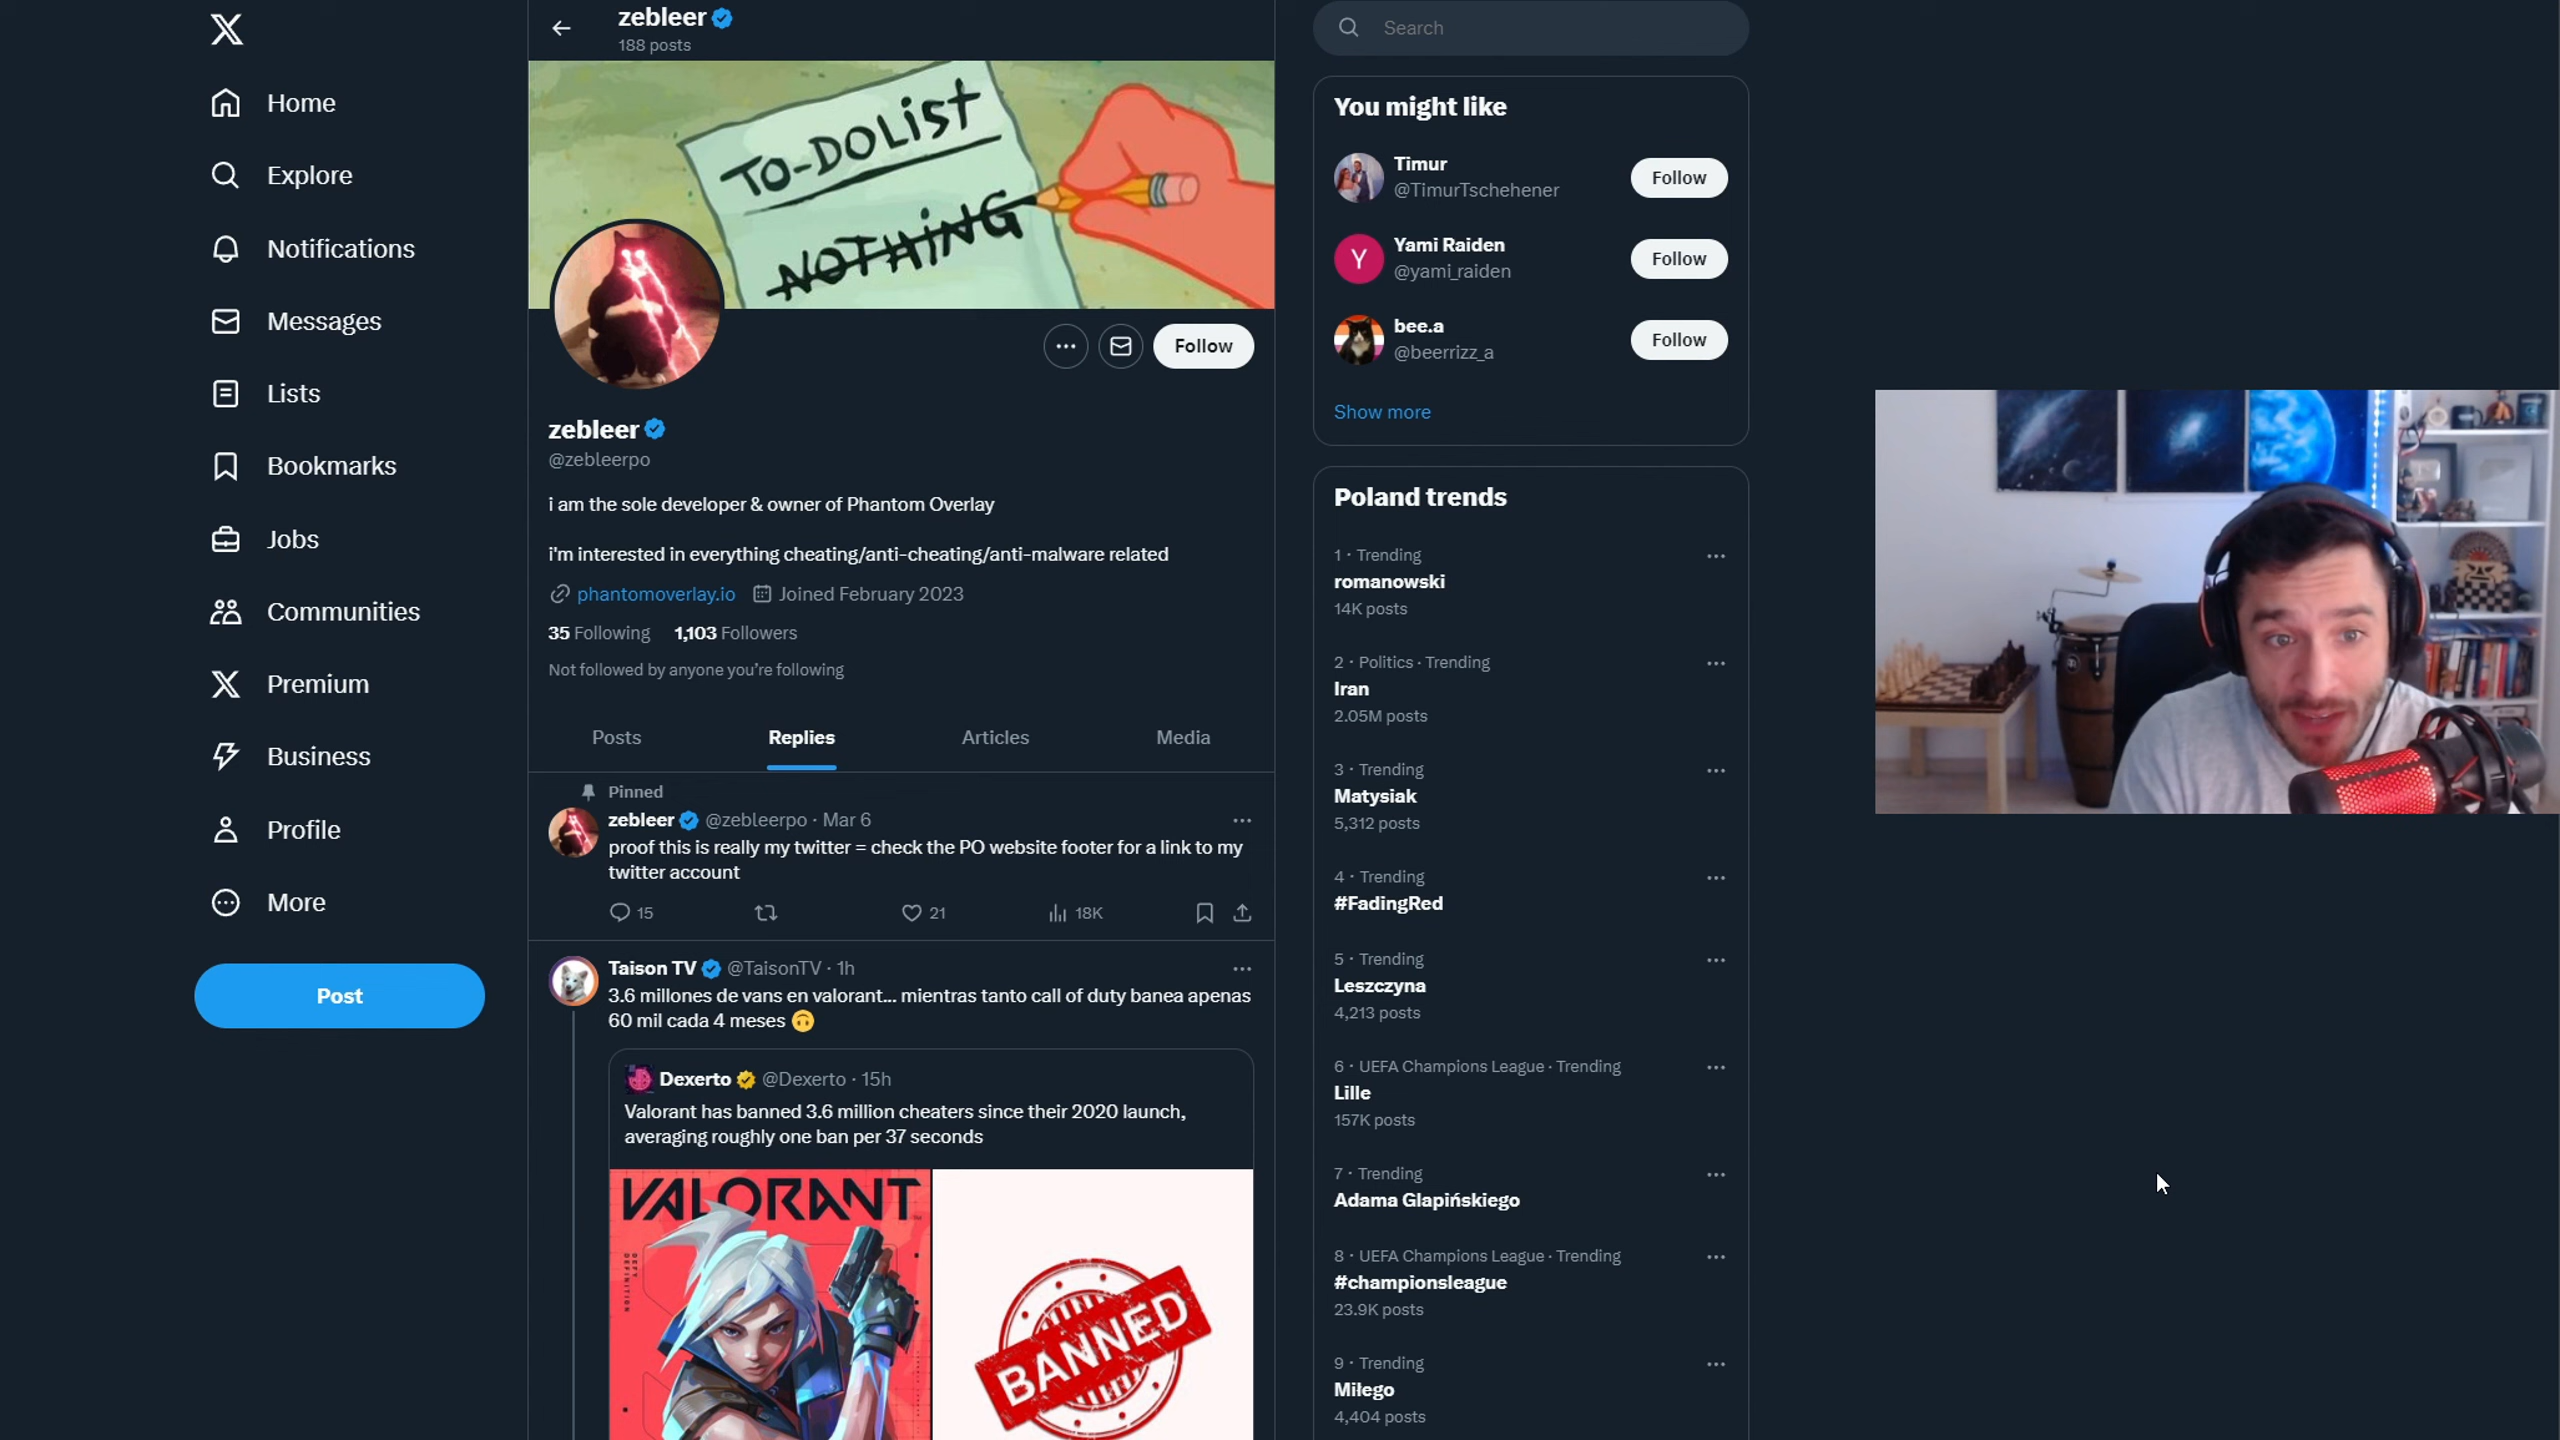 Home
Explore
Notifications
Messages
Lists
Bookmarks
Jobs
Communities
Premium
Business
Profile
More
Post
zebleer
188 posts
TO-DO LIST
NOTHING
Follow
zebleer
@zebleerpo
i am the sole developer & owner of Phantom Overlay
i'm interested in everything cheating/anti-cheating/anti-malware related
phantomoverlay.io Joined February 2023
35 Following 1,103 Followers
Not followed by anyone you're following
Posts Replies Articles Media
Pinned
zebleer @zebleerpo · Mar 6
proof this is really my twitter = check the PO website footer for a link to my
twitter account
15 21 18K
Taison TV @TaisonTV · 1h
3.6 millones de vans en valorant... mientras tanto call of duty banea apenas
60 mil cada 4 meses 🙃
Dexerto @Dexerto · 15h
Valorant has banned 3.6 million cheaters since their 2020 launch,
averaging roughly one ban per 37 seconds
VALORANT
DEFY
DEFINITION
BANNED
Search
You might like
Timur
@TimurTschehener
Follow
Y
Yami Raiden
@yami_raiden
Follow
bee.a
@beerrizz_a
Follow
Show more
Poland trends
1 · Trending
romanowski
14K posts
2 · Politics · Trending
Iran
2.05M posts
3 · Trending
Matysiak
5,312 posts
4 · Trending
#FadingRed
5 · Trending
Leszczyna
4,213 posts
6 · UEFA Champions League · Trending
Lille
157K posts
7 · Trending
Adama Glapińskiego
8 · UEFA Champions League · Trending
#championsleague
23.9K posts
9 · Trending
Miłego
4,404 posts